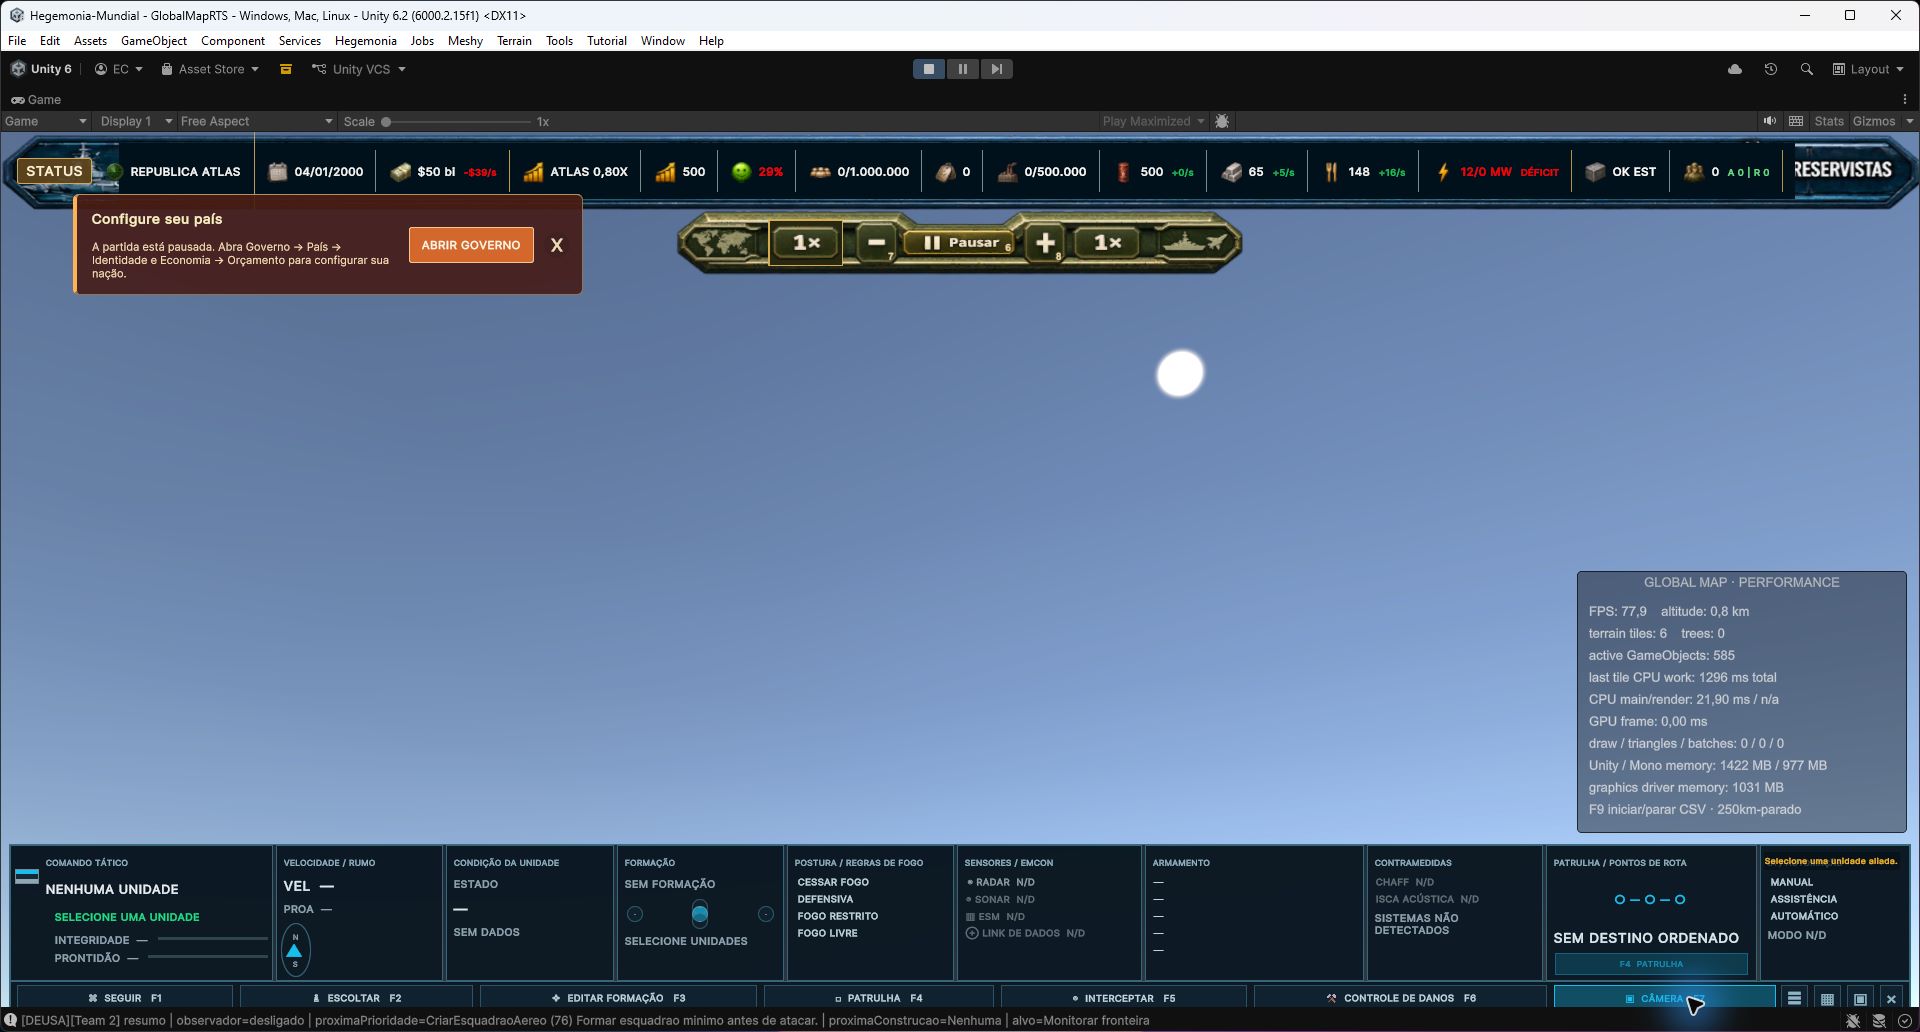 Hegemonia-Mundial - GlobalMapRTS - Windows, Mac, Linux - Unity 6.2 (6000.2.15f1) <DX11>
File Edit Assets GameObject Component Services Hegemonia Jobs Meshy Terrain Tools Tutorial Window Help
Unity 6 EC Asset Store Unity VCS Layout
Game
Game Display 1 Free Aspect Scale 1x Play Maximized Stats Gizmos
STATUS REPUBLICA ATLAS 04/01/2000 $50 bi -$39/s ATLAS 0,80X 500 29% 0/1.000.000 0 0/500.000 500 +0/s 65 +5/s 148 +16/s 12/0 MW DÉFICIT OK EST 0 A 0 | R 0 RESERVISTAS
Configure seu país
A partida está pausada. Abra Governo → País →
Identidade e Economia → Orçamento para configurar sua
nação.
ABRIR GOVERNO X
1× − 7 Pausar 6 + 8 1×
GLOBAL MAP · PERFORMANCE
FPS: 77,9 altitude: 0,8 km
terrain tiles: 6 trees: 0
active GameObjects: 585
last tile CPU work: 1296 ms total
CPU main/render: 21,90 ms / n/a
GPU frame: 0,00 ms
draw / triangles / batches: 0 / 0 / 0
Unity / Mono memory: 1422 MB / 977 MB
graphics driver memory: 1031 MB
F9 iniciar/parar CSV · 250km-parado
COMANDO TÁTICO
NENHUMA UNIDADE
SELECIONE UMA UNIDADE
INTEGRIDADE —
PRONTIDÃO —
VELOCIDADE / RUMO
VEL —
PROA —
N
S
CONDIÇÃO DA UNIDADE
ESTADO
—
SEM DADOS
FORMAÇÃO
SEM FORMAÇÃO
SELECIONE UNIDADES
POSTURA / REGRAS DE FOGO
CESSAR FOGO
DEFENSIVA
FOGO RESTRITO
FOGO LIVRE
SENSORES / EMCON
RADAR N/D
SONAR N/D
ESM N/D
LINK DE DADOS N/D
ARMAMENTO
—
—
—
—
—
CONTRAMEDIDAS
CHAFF N/D
ISCA ACÚSTICA N/D
SISTEMAS NÃO
DETECTADOS
PATRULHA / PONTOS DE ROTA
SEM DESTINO ORDENADO
F4 PATRULHA
Selecione uma unidade aliada.
MANUAL
ASSISTÊNCIA
AUTOMÁTICO
MODO N/D
SEGUIR F1 ESCOLTAR F2 EDITAR FORMAÇÃO F3 PATRULHA F4 INTERCEPTAR F5 CONTROLE DE DANOS F6 CÂMERA
[DEUSA][Team 2] resumo | observador=desligado | proximaPrioridade=CriarEsquadraoAereo (76) Formar esquadrao minimo antes de atacar. | proximaConstrucao=Nenhuma | alvo=Monitorar fronteira